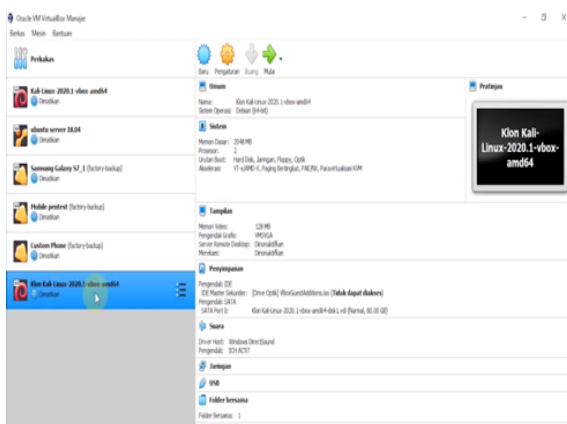 Oracle VM VirtualBox Manajer
Berkas Mesin Bantuan
Perkakas
Kali-Linux-2020.1-vbox-amd64
Dimatikan
ubuntu server 18.04
Dimatikan
Samsung Galaxy S7_1 (factory-backup)
Dimatikan
Mobile pentest (factory-backup)
Dimatikan
Custom Phone (factory-backup)
Dimatikan
Klon Kali-Linux-2020.1-vbox-amd64
Dimatikan
Baru Pengaturan Buang Mulai
Umum
Nama: Klon Kali-Linux-2020.1-vbox-amd64
Sistem Operasi: Debian (64-bit)
Sistem
Memori Dasar: 2048 MB
Prosesor: 2
Urutan Boot: Hard Disk, Jaringan, Floppy, Optik
Akselerasi: VT-x/AMD-V, Paging Bertingkat, PAE/NX, Paravirtualisasi KVM
Tampilan
Memori Video: 128 MB
Pengendali Grafis: VMSVGA
Server Remote Desktop: Dinonaktifkan
Merekam: Dinonaktifkan
Penyimpanan
Pengendali: IDE
IDE Master Sekunder: [Drive Optik] VBoxGuestAdditions.iso (Tidak dapat diakses)
Pengendali: SATA
SATA Port 0: Klon Kali-Linux-2020.1-vbox-amd64-disk1.vdi (Normal, 80.00 GB)
Suara
Driver Host: Windows DirectSound
Pengendali: ICH AC97
Jaringan
USB
Folder bersama
Folder Bersama: 1
Pratinjau
Klon Kali-
Linux-2020.1-vbox-
amd64